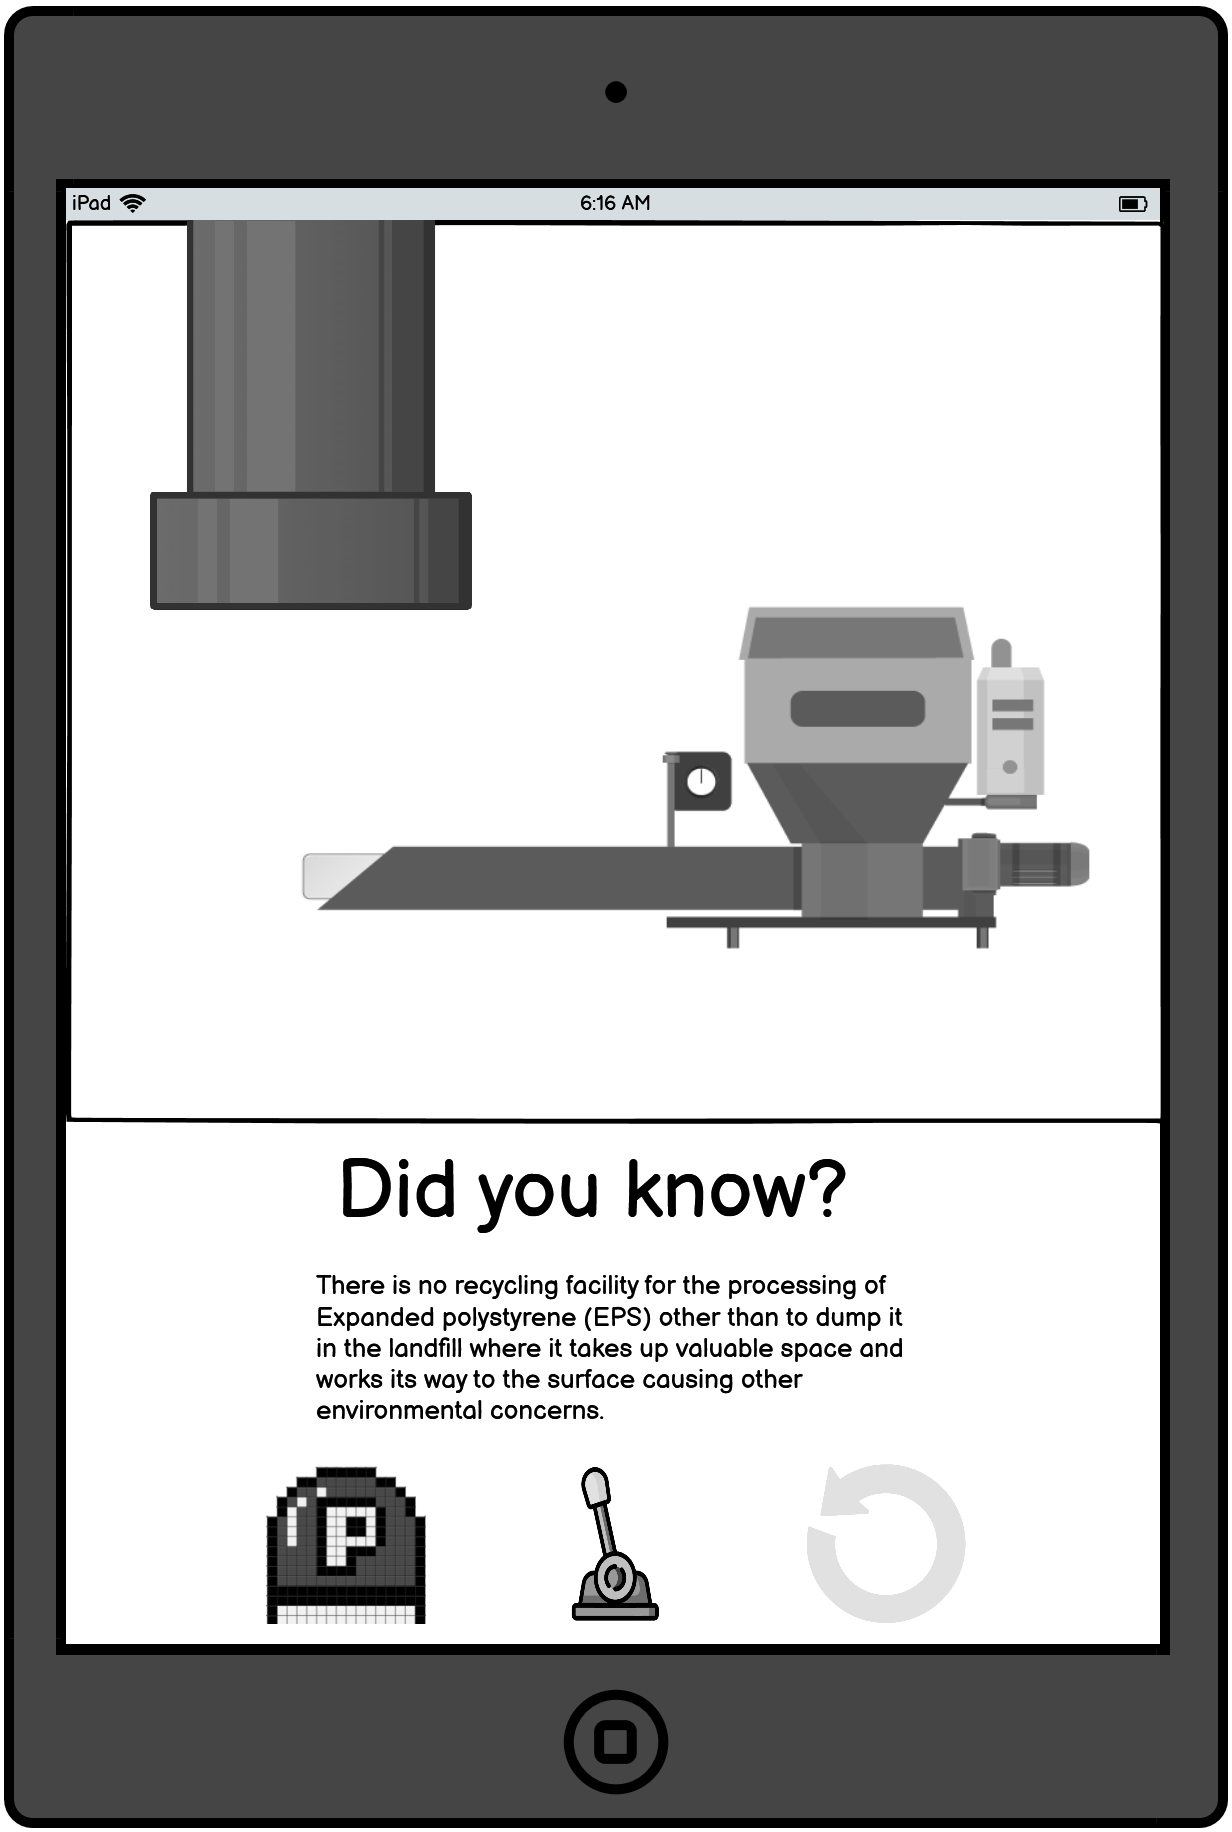 iPad
6:16 AM
Did you know?
There is no recycling facility for the processing of
Expanded polystyrene (EPS) other than to dump it
in the landfill where it takes up valuable space and
works its way to the surface causing other
environmental concerns.
P